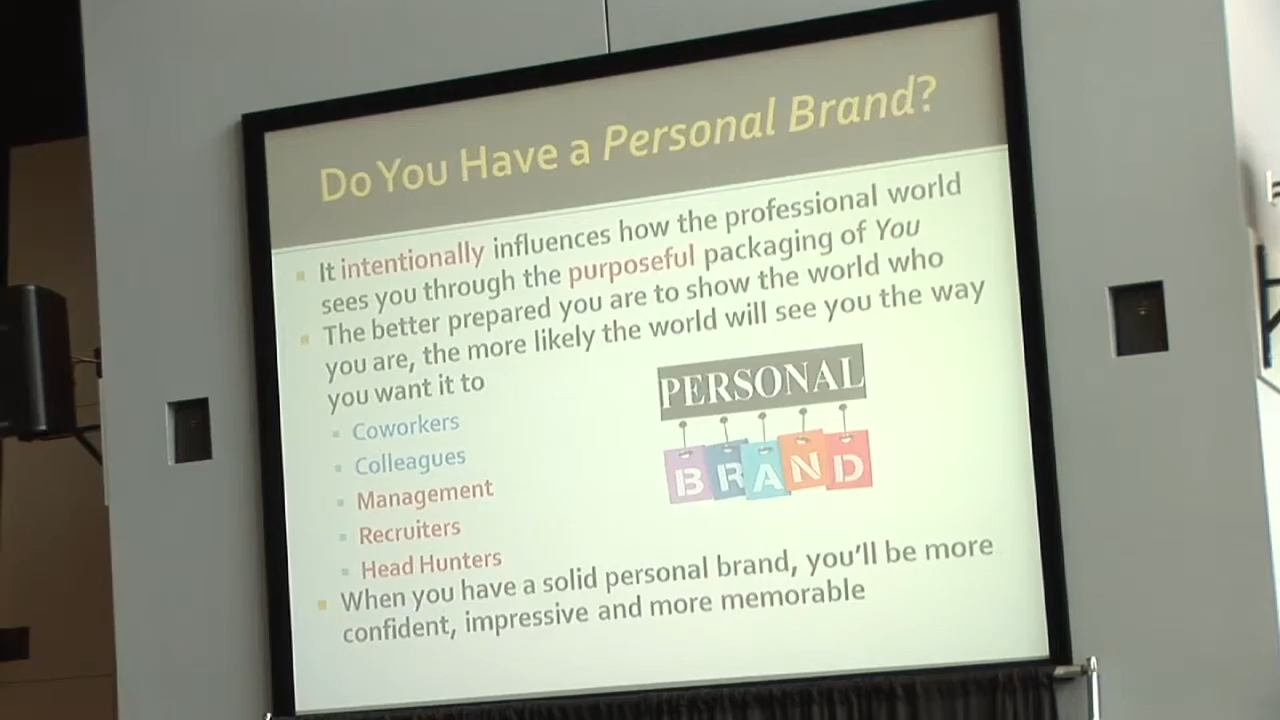 Do You Have a Personal Brand?
It intentionally influences how the professional world
sees you through the purposeful packaging of You
The better prepared you are to show the world who
you are, the more likely the world will see you the way
you want it to
Coworkers
Colleagues
Management
Recruiters
Head Hunters
PERSONAL
BRAND
When you have a solid personal brand, you'll be more
confident, impressive and more memorable